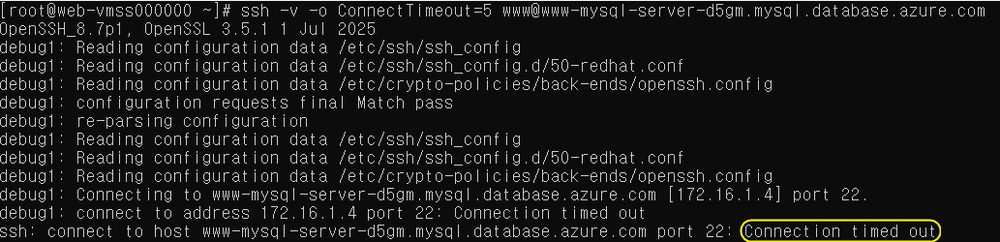 [root@web-vmss000000 ~]# ssh -v -o ConnectTimeout=5 www@www-mysql-server-d5gm.mysql.database.azure.com
OpenSSH_8.7p1, OpenSSL 3.5.1 1 Jul 2025
debug1: Reading configuration data /etc/ssh/ssh_config
debug1: Reading configuration data /etc/ssh/ssh_config.d/50-redhat.conf
debug1: Reading configuration data /etc/crypto-policies/back-ends/openssh.config
debug1: configuration requests final Match pass
debug1: re-parsing configuration
debug1: Reading configuration data /etc/ssh/ssh_config
debug1: Reading configuration data /etc/ssh/ssh_config.d/50-redhat.conf
debug1: Reading configuration data /etc/crypto-policies/back-ends/openssh.config
debug1: Connecting to www-mysql-server-d5gm.mysql.database.azure.com [172.16.1.4] port 22.
debug1: connect to address 172.16.1.4 port 22: Connection timed out
ssh: connect to host www-mysql-server-d5gm.mysql.database.azure.com port 22: Connection timed out